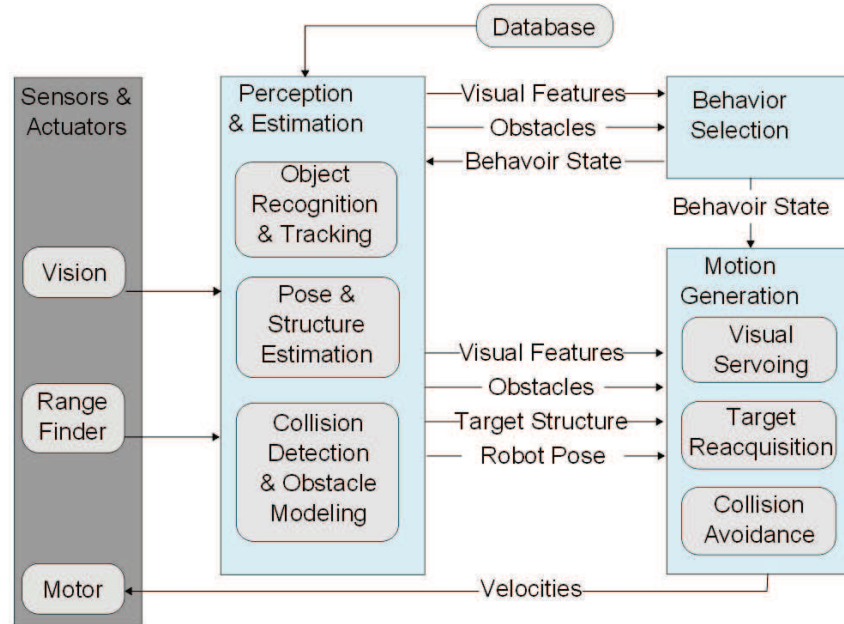 Database
Sensors &
Actuators
Vision
Range
Finder
Motor
Perception
& Estimation
Object
Recognition
& Tracking
Pose &
Structure
Estimation
Collision
Detection
& Obstacle
Modeling
Visual Features
Obstacles
Behavoir State
Behavior
Selection
Behavoir State
Visual Features
Obstacles
Target Structure
Robot Pose
Motion
Generation
Visual
Servoing
Target
Reacquisition
Collision
Avoidance
Velocities